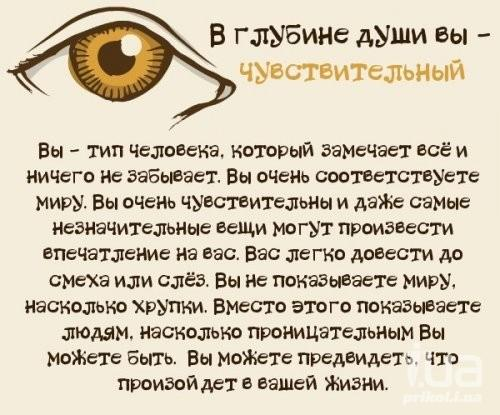 В глубине души вы –
чувствительный
Вы – тип человека, который замечает всё и
ничего не забывает. Вы очень соответствуете
миру. Вы очень чувствительны и даже самые
незначительные вещи могут произвести
впечатление на вас. Вас легко довести до
смеха или слёз. Вы не показываете миру,
насколько хрупки. Вместо этого показываете
людям, насколько проницательным Вы
можете быть. Вы можете предвидеть, что
произойдет в вашей жизни.
i.ua
prikol.i.ua